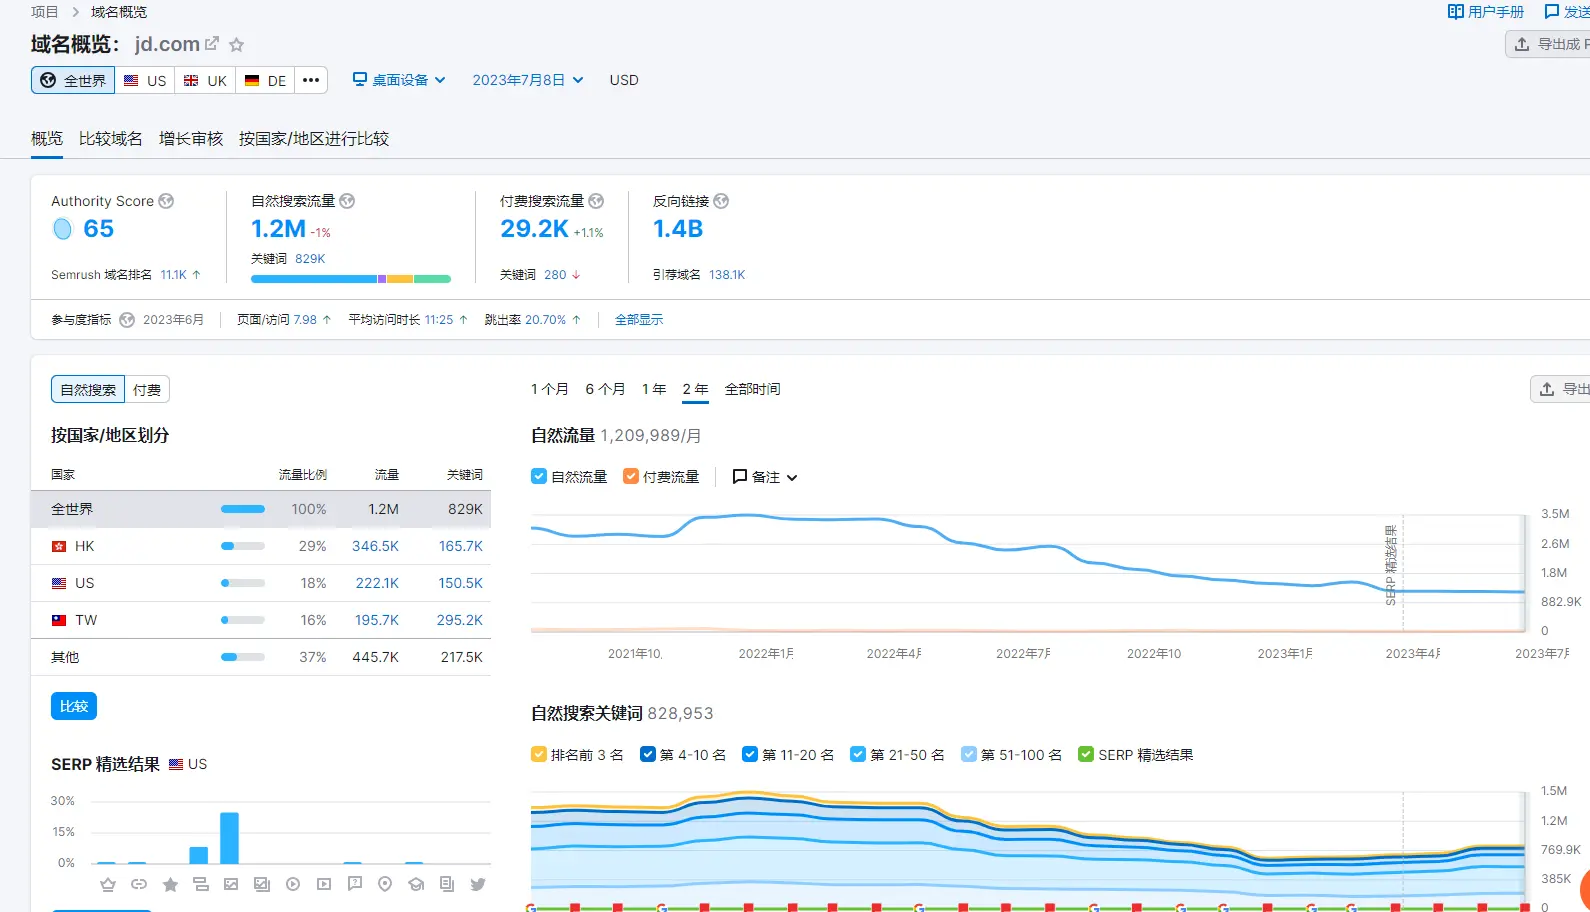 项目 > 域名概览
用户手册 发送
域名概览： jd.com
导出成 P
全世界 US UK DE ••• 桌面设备 2023年7月8日 USD
概览 比较域名 增长审核 按国家/地区进行比较
Authority Score 自然搜索流量 付费搜索流量 反向链接
65 1.2M -1% 29.2K +1.1% 1.4B
关键词 829K
Semrush 域名排名 11.1K ↑ 关键词 280 ↓ 引荐域名 138.1K
参与度指标 2023年6月 页面/访问 7.98 ↑ 平均访问时长 11:25 ↑ 跳出率 20.70% ↑ 全部显示
自然搜索 付费
1 个月 6 个月 1 年 2 年 全部时间
导出
按国家/地区划分
自然流量 1,209,989/月
国家 流量比例 流量 关键词
自然流量 付费流量 备注
全世界 100% 1.2M 829K
HK 29% 346.5K 165.7K
US 18% 222.1K 150.5K
TW 16% 195.7K 295.2K
其他 37% 445.7K 217.5K
比较
3.5M
2.6M
1.8M
882.9K
0
SERP 精选结果
2021年10 2022年1月 2022年4月 2022年7月 2022年10 2023年1月 2023年4月 2023年7月
自然搜索关键词 828,953
排名前 3 名 第 4-10 名 第 11-20 名 第 21-50 名 第 51-100 名 SERP 精选结果
SERP 精选结果 US
30%
15%
0%
1.5M
1.2M
769.9K
385K
0